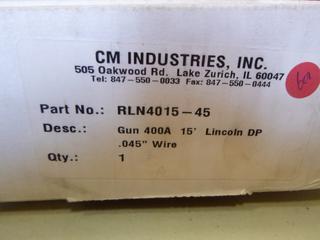 CM INDUSTRIES, INC.
505 Oakwood Rd. Lake Zurich, IL 60047
Tel: 847-550-0033 Fax: 847-550-0444
Part No.: RLN4015-45
Desc.: Gun 400A 15' Lincoln DP
.045" Wire
Qty.: 1